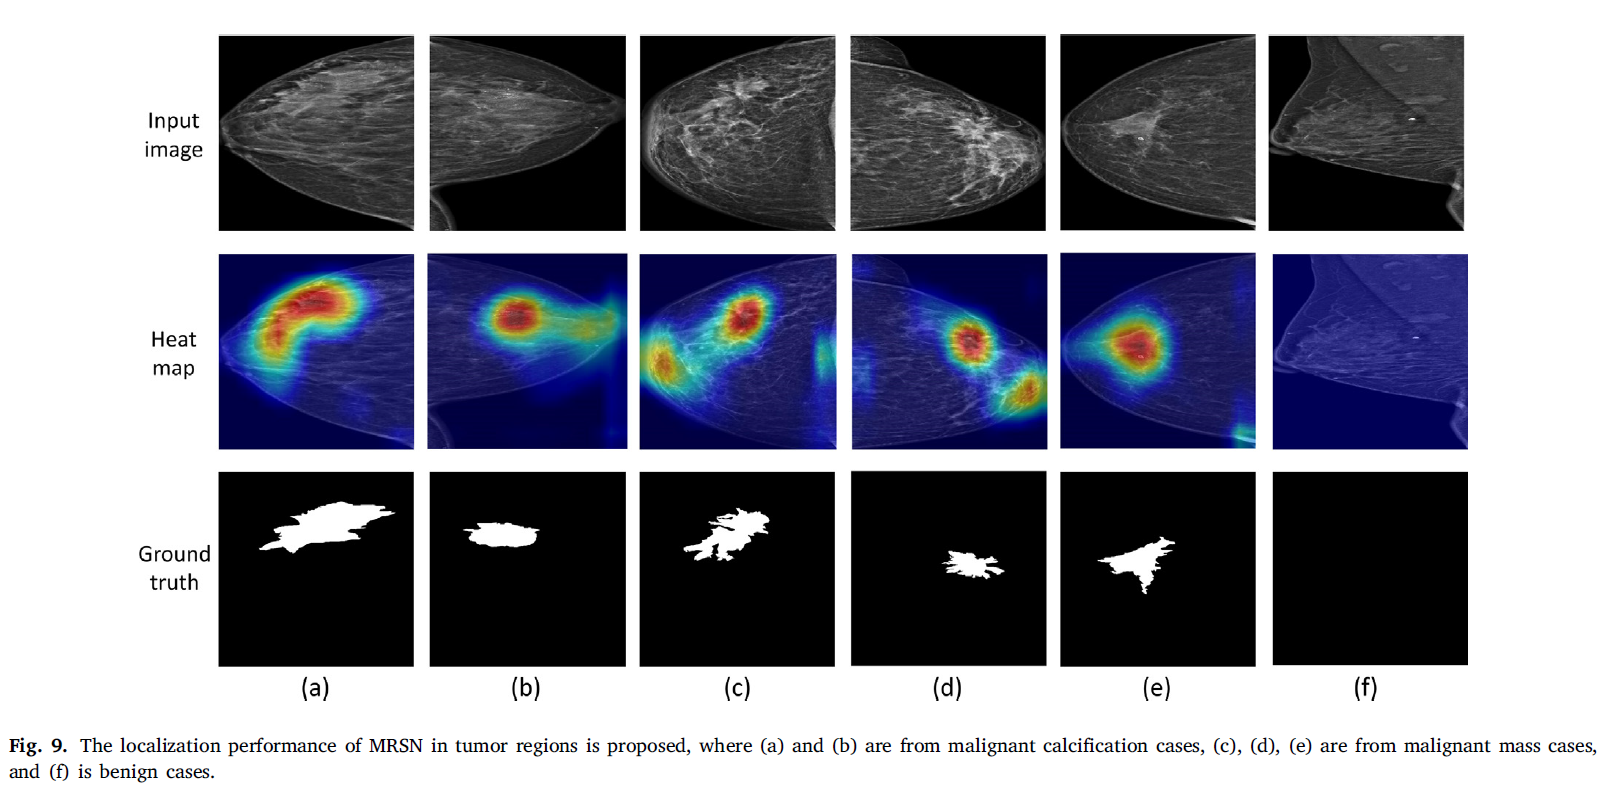 Input
image
Heat
map
Ground
truth
(a) (b) (c) (d) (e) (f)
Fig. 9. The localization performance of MRSN in tumor regions is proposed, where (a) and (b) are from malignant calcification cases, (c), (d), (e) are from malignant mass cases,
and (f) is benign cases.